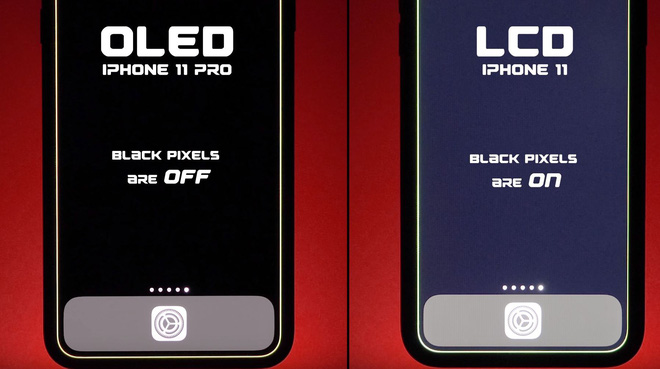 OLED
IPHONE 11 PRO
BLACK PIXELS
ARE OFF
LCD
IPHONE 11
BLACK PIXELS
ARE ON